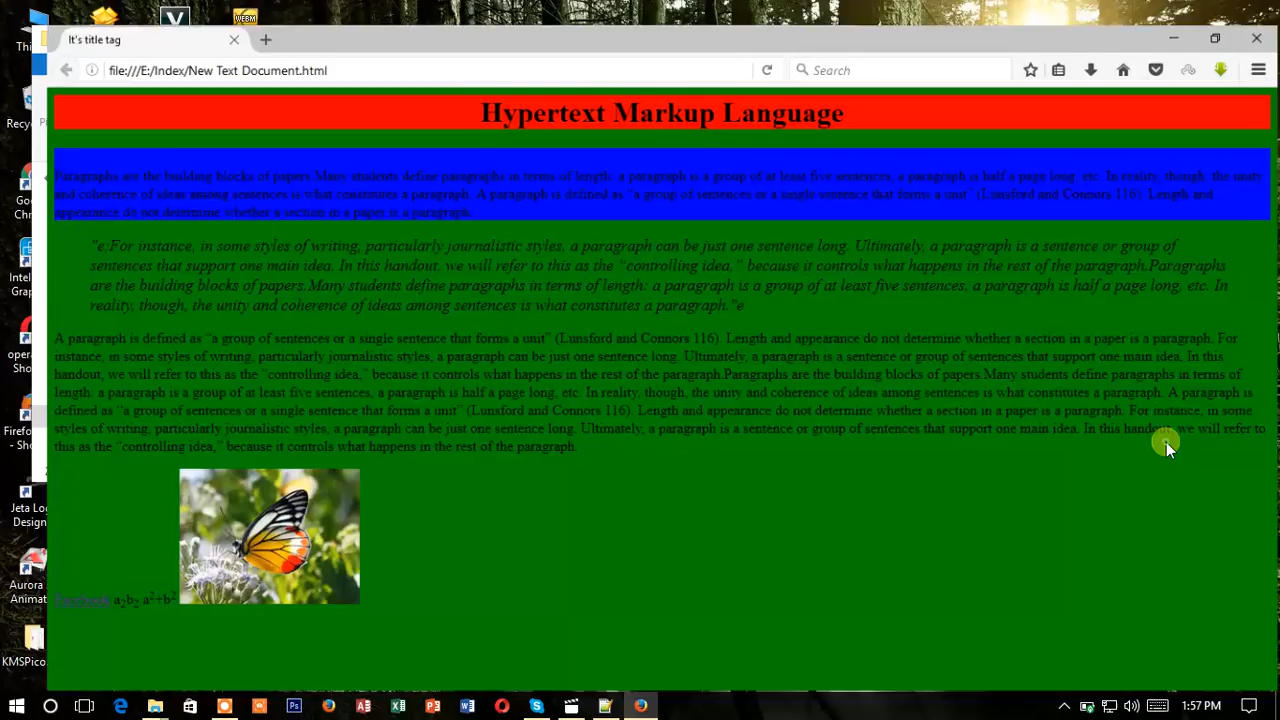 It's title tag
file:///E:/Index/New Text Document.html
Search
Hypertext Markup Language
Paragraphs are the building blocks of papers.Many students define paragraphs in terms of length: a paragraph is a group of at least five sentences, a paragraph is half a page long, etc. In reality, though, the unity
and coherence of ideas among sentences is what constitutes a paragraph. A paragraph is defined as “a group of sentences or a single sentence that forms a unit” (Lunsford and Connors 116). Length and
appearance do not determine whether a section in a paper is a paragraph.
"e:For instance, in some styles of writing, particularly journalistic styles, a paragraph can be just one sentence long. Ultimately, a paragraph is a sentence or group of
sentences that support one main idea. In this handout, we will refer to this as the “controlling idea,” because it controls what happens in the rest of the paragraph.Paragraphs
are the building blocks of papers.Many students define paragraphs in terms of length: a paragraph is a group of at least five sentences, a paragraph is half a page long, etc. In
reality, though, the unity and coherence of ideas among sentences is what constitutes a paragraph."e
A paragraph is defined as “a group of sentences or a single sentence that forms a unit” (Lunsford and Connors 116). Length and appearance do not determine whether a section in a paper is a paragraph. For
instance, in some styles of writing, particularly journalistic styles, a paragraph can be just one sentence long. Ultimately, a paragraph is a sentence or group of sentences that support one main idea. In this
handout, we will refer to this as the “controlling idea,” because it controls what happens in the rest of the paragraph.Paragraphs are the building blocks of papers.Many students define paragraphs in terms of
length: a paragraph is a group of at least five sentences, a paragraph is half a page long, etc. In reality, though, the unity and coherence of ideas among sentences is what constitutes a paragraph. A paragraph is
defined as “a group of sentences or a single sentence that forms a unit” (Lunsford and Connors 116). Length and appearance do not determine whether a section in a paper is a paragraph. For instance, in some
styles of writing, particularly journalistic styles, a paragraph can be just one sentence long. Ultimately, a paragraph is a sentence or group of sentences that support one main idea. In this handout, we will refer to
this as the “controlling idea,” because it controls what happens in the rest of the paragraph.
a₂b₂ a²+b²
Thi
Recy
Goo
Ch
Intel
Gra
oper
Firef
S
Jeta Lo
Design
Aurora
Animat
KMSPico
WEBM
1:57 PM